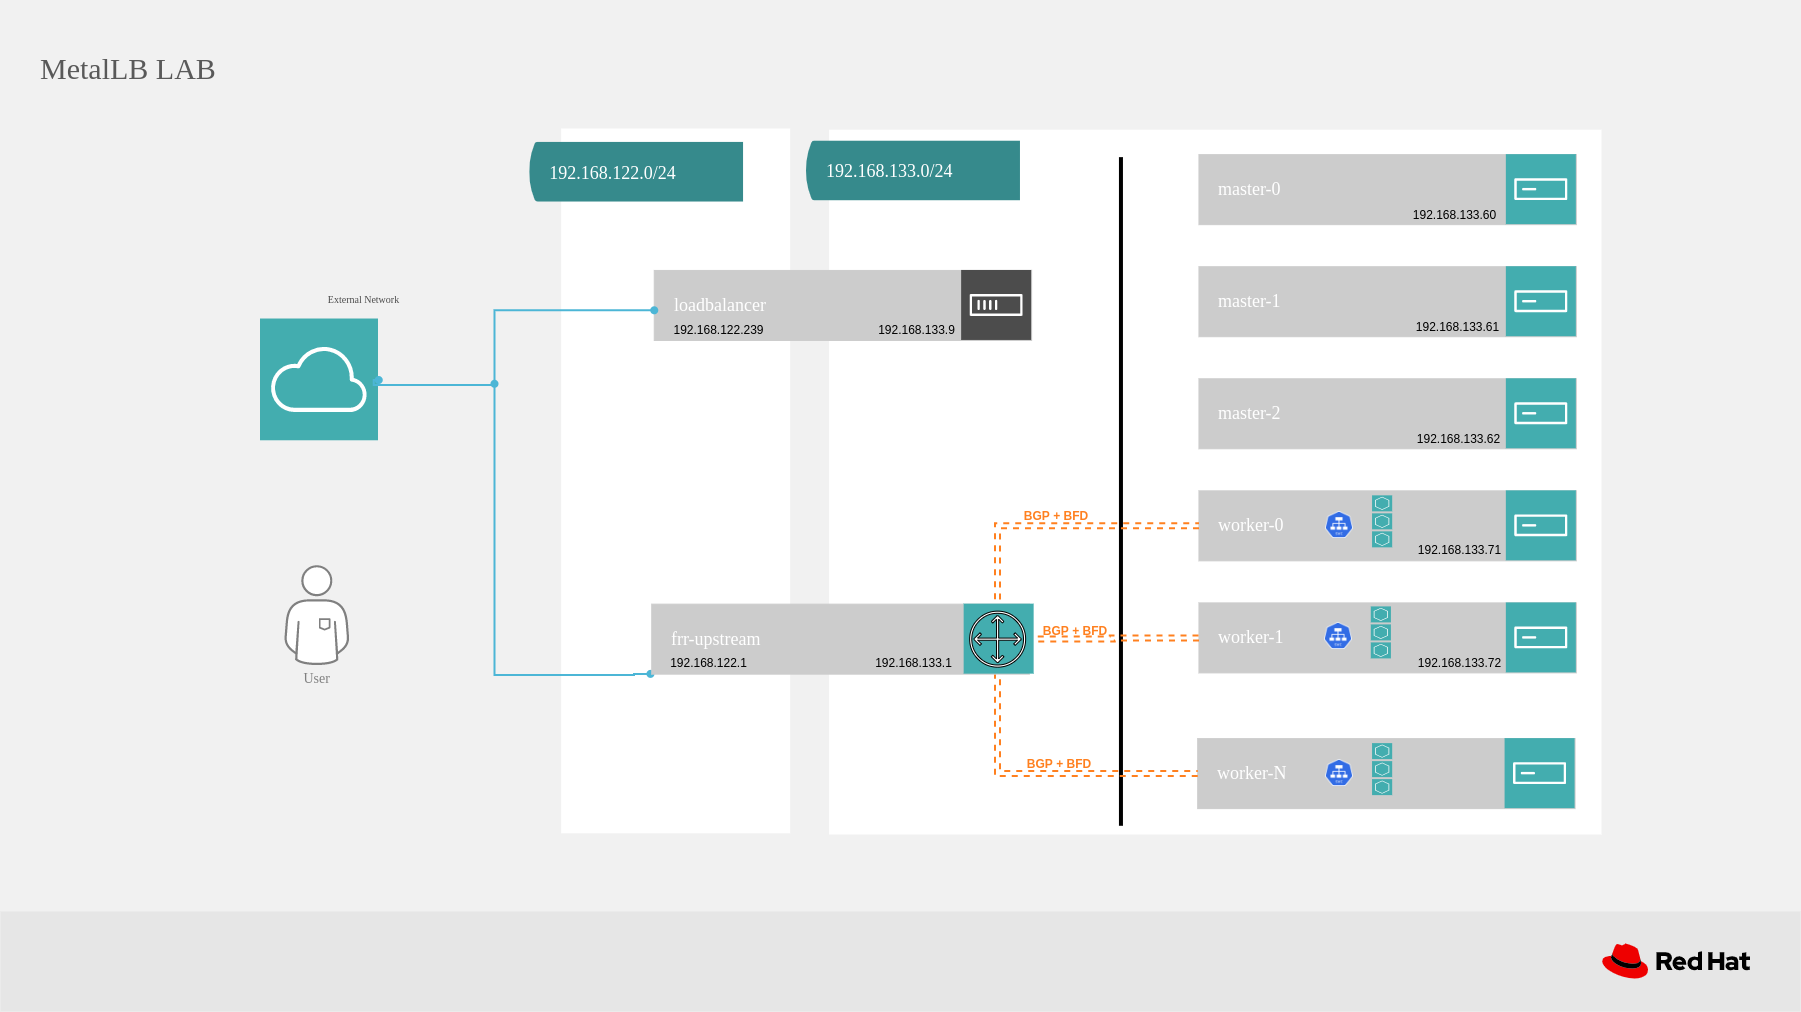 MetalLB LAB
192.168.122.0/24
192.168.133.0/24
master-0
192.168.133.60
External Network
loadbalancer
192.168.122.239
192.168.133.9
master-1
192.168.133.61
master-2
192.168.133.62
BGP + BFD
worker-0
192.168.133.71
User
frr-upstream
192.168.122.1
192.168.133.1
BGP + BFD
worker-1
192.168.133.72
BGP + BFD
worker-N
Red Hat